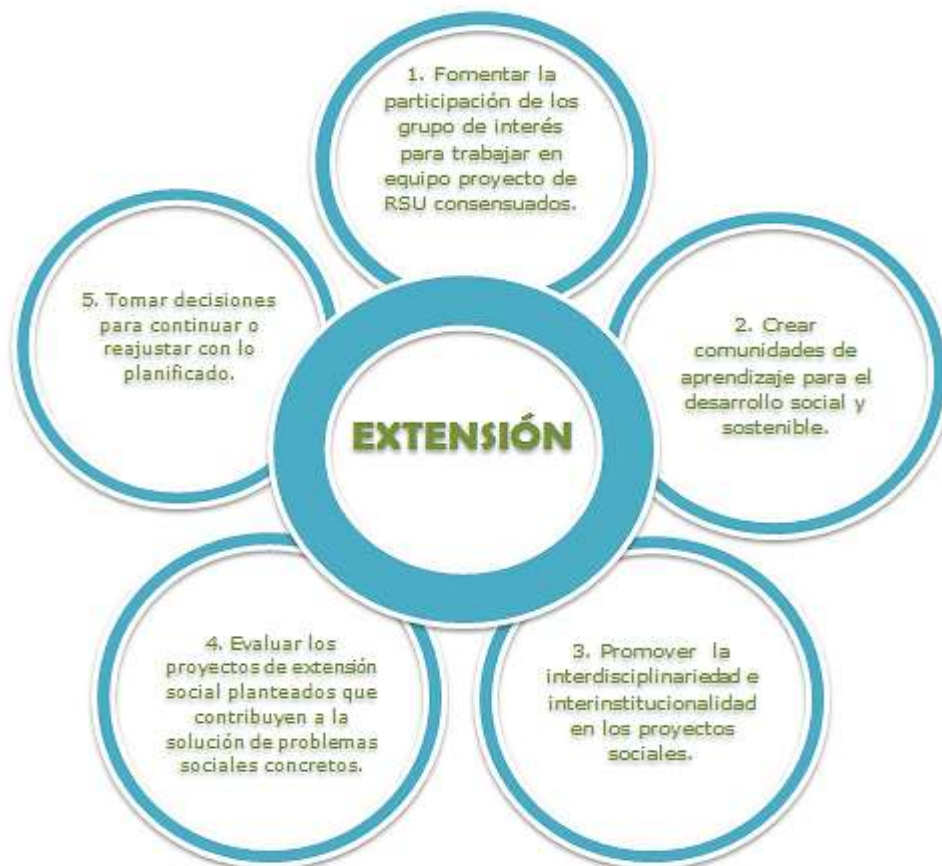 1. Fomentar la
participación de los
grupo de interés
para trabajar en
equipo proyecto de
RSU consensuados.
2. Crear
comunidades de
aprendizaje para el
desarrollo social y
sostenible.
3. Promover la
interdisciplinariedad e
interinstitucionalidad
en los proyectos
sociales.
4. Evaluar los
proyectos de extensión
social planteados que
contribuyen a la
solución de problemas
sociales concretos.
5. Tomar decisiones
para continuar o
reajustar con lo
planificado.
EXTENSIÓN